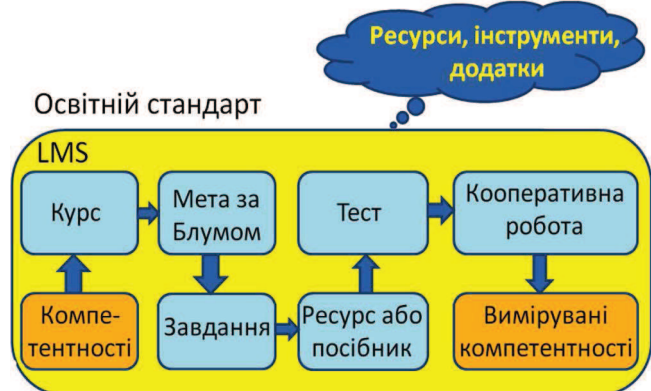 Ресурси, інструменти,
додатки
Освітній стандарт
LMS
Курс
Мета за
Блумом
Тест
Кооперативна
робота
Компе-
тентності
Завдання
Ресурс або
посібник
Вимірувані
компетентності